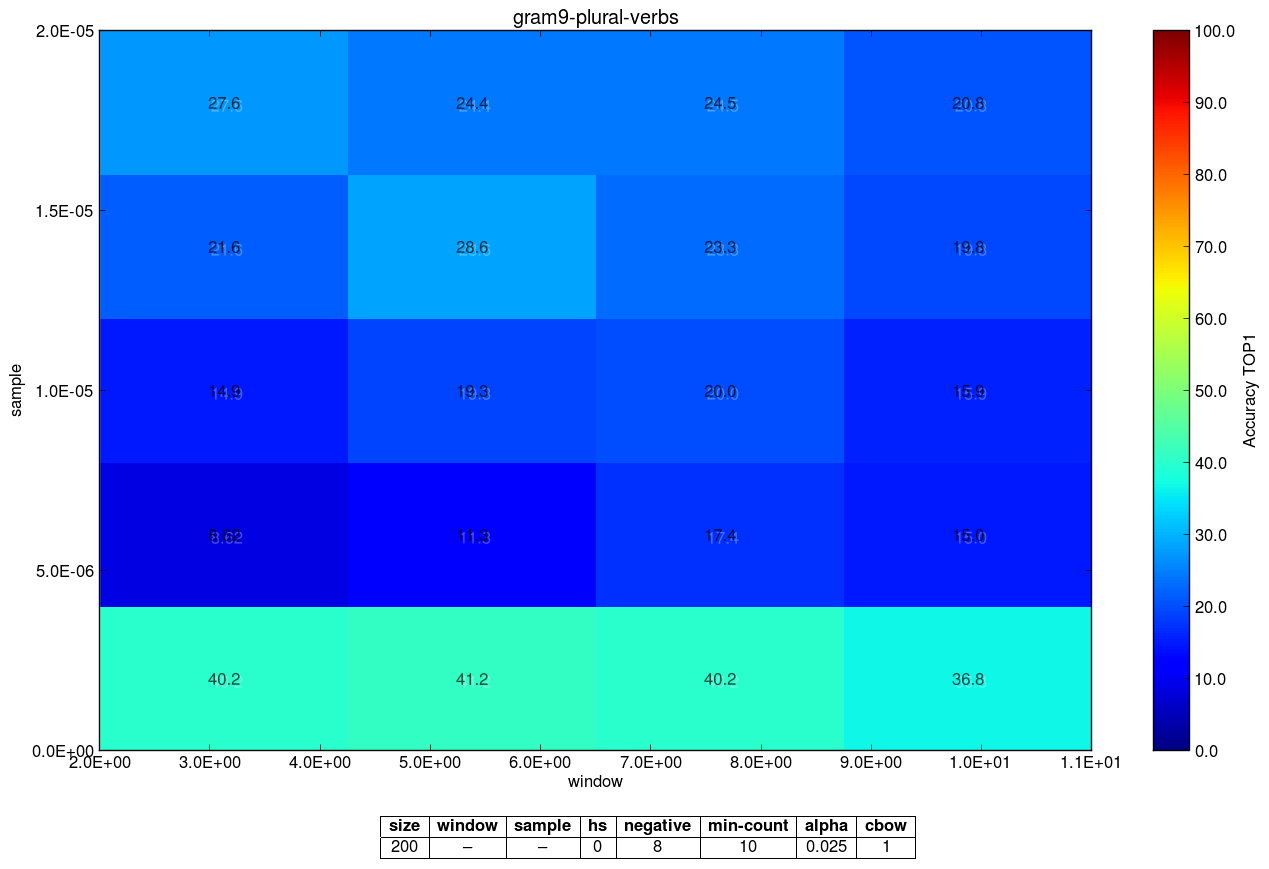 gram9-plural-verbs
2.0E-05
100.0
27.6 24.4 24.5 20.8
90.0
80.0
1.5E-05
70.0
21.6 28.6 23.3 19.8
60.0
sample
1.0E-05
50.0
Accuracy TOP1
14.9 19.3 20.0 15.9
40.0
30.0
8.62 11.3 17.4 15.0
5.0E-06
20.0
40.2 41.2 40.2 36.8
10.0
0.0E+00
0.0
2.0E+00 3.0E+00 4.0E+00 5.0E+00 6.0E+00 7.0E+00 8.0E+00 9.0E+00 1.0E+01 1.1E+01
window
size window sample hs negative min-count alpha cbow
200 – – 0 8 10 0.025 1